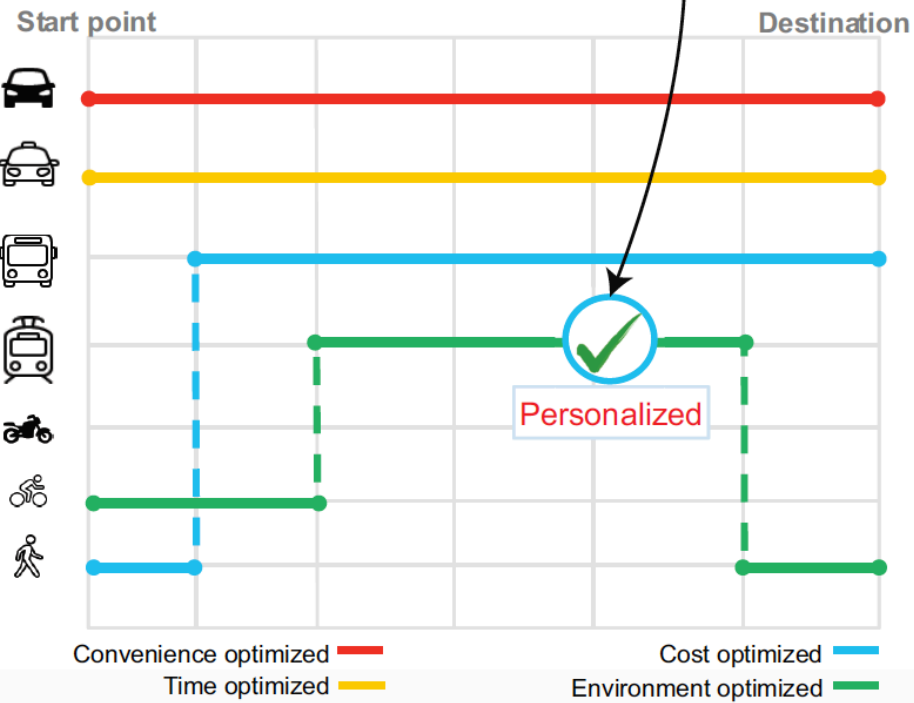 Start point
Destination
Personalized
Convenience optimized
Cost optimized
Time optimized
Environment optimized